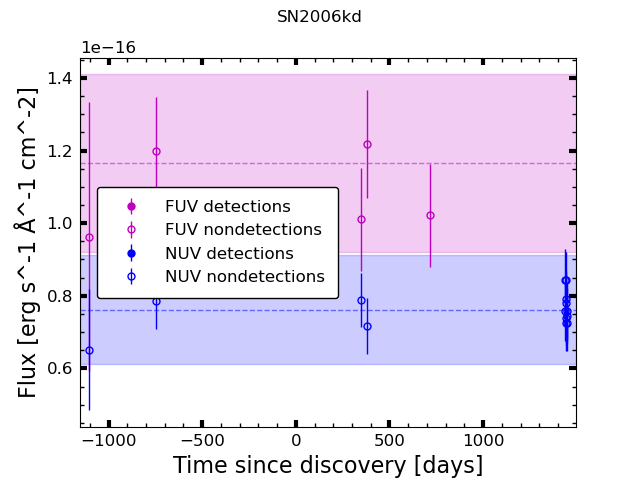 SN2006kd
1e−16
1.4
1.2
1.0
0.8
0.6
Flux [erg s^-1 Å^-1 cm^-2]
FUV detections
FUV nondetections
NUV detections
NUV nondetections
−1000 −500 0 500 1000
Time since discovery [days]